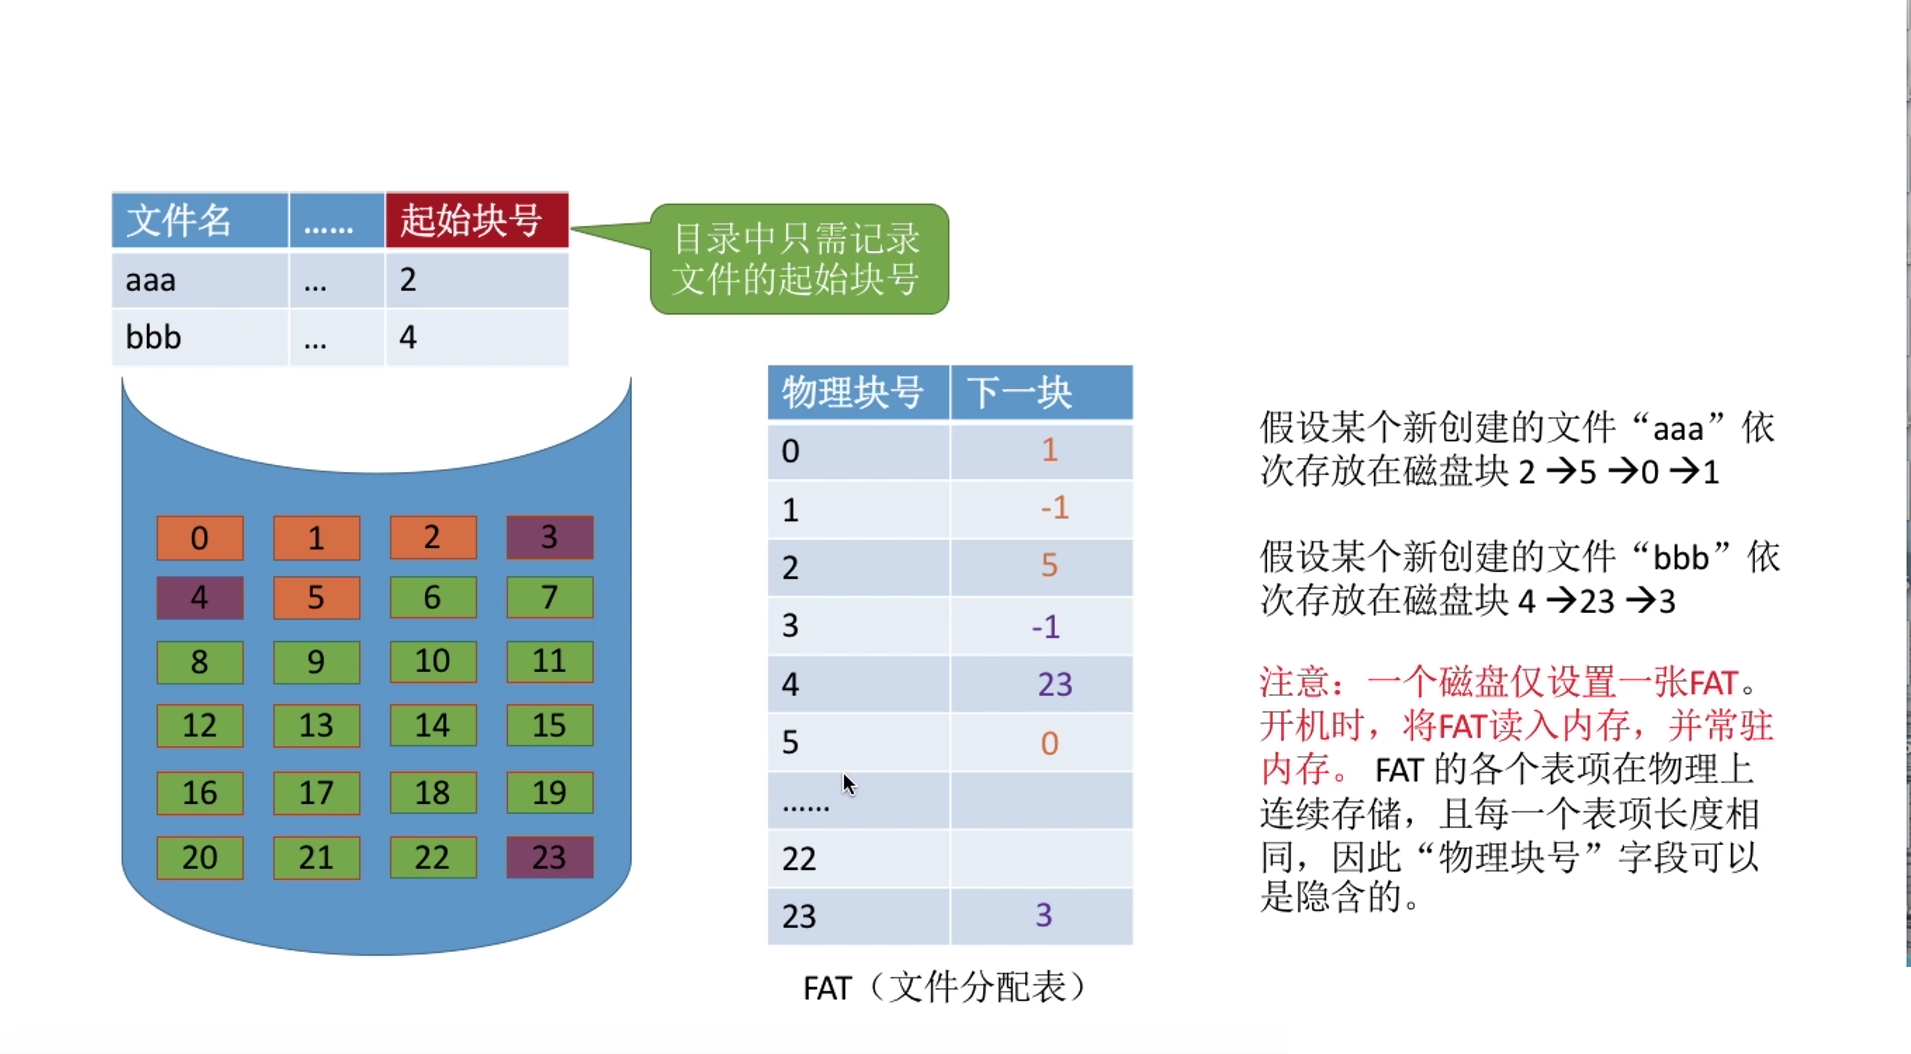 文件名 …… 起始块号
aaa ... 2
bbb ... 4
目录中只需记录
文件的起始块号
0 1 2 3
4 5 6 7
8 9 10 11
12 13 14 15
16 17 18 19
20 21 22 23
物理块号 下一块
0 1
1 -1
2 5
3 -1
4 23
5 0
……
22
23 3
FAT（文件分配表）
假设某个新创建的文件“aaa”依
次存放在磁盘块 2 →5 →0 →1
假设某个新创建的文件“bbb”依
次存放在磁盘块 4 →23 →3
注意：一个磁盘仅设置一张FAT。
开机时，将FAT读入内存，并常驻
内存。 FAT 的各个表项在物理上
连续存储，且每一个表项长度相
同，因此“物理块号”字段可以
是隐含的。